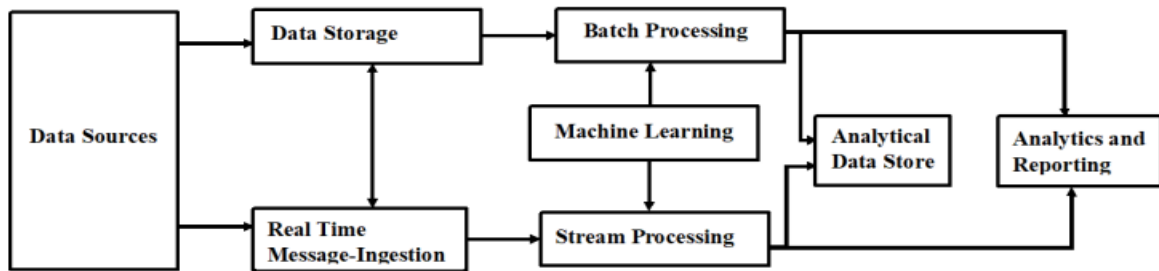 Data Sources
Data Storage
Batch Processing
Machine Learning
Analytical
Data Store
Analytics and
Reporting
Real Time
Message-Ingestion
Stream Processing